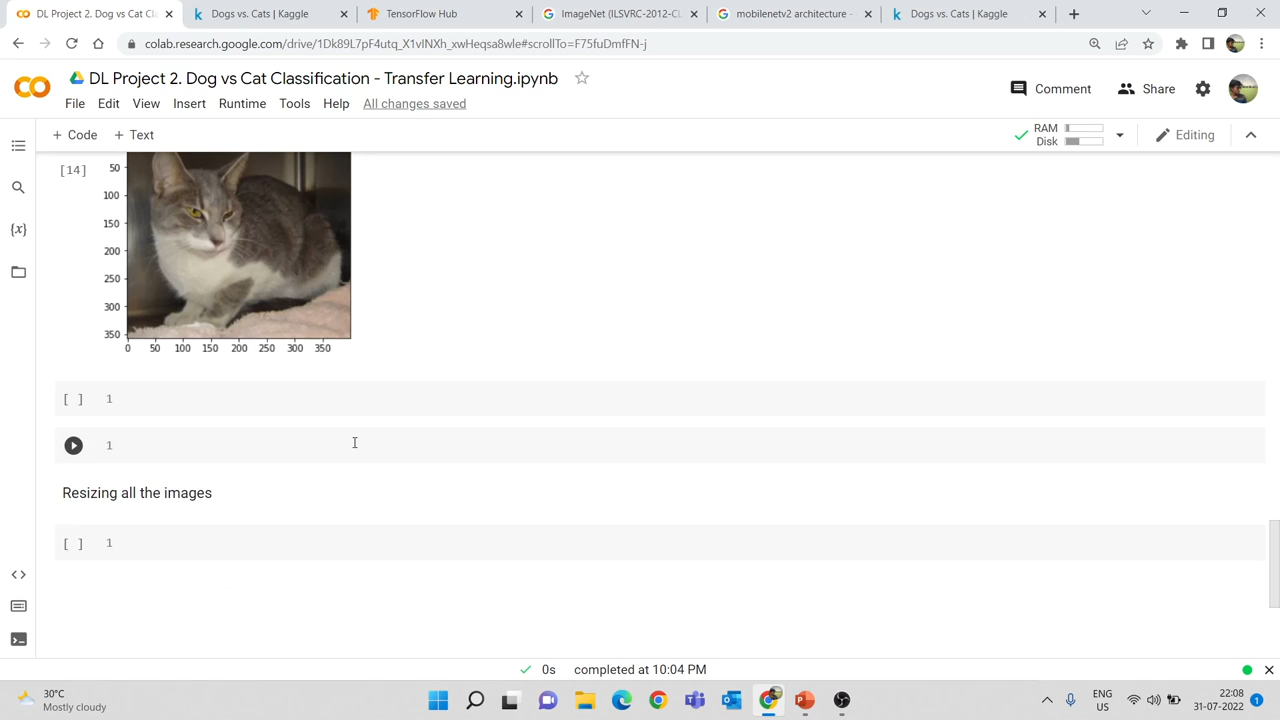 DL Project 2. Dog vs Cat Cl
Dogs vs. Cats | Kaggle
TensorFlow Hub
ImageNet (ILSVRC-2012-CL
mobilenetv2 architecture -
Dogs vs. Cats | Kaggle
colab.research.google.com/drive/1Dk89L7pF4utq_X1vINXh_xwHeqsa8wle#scrollTo=F75fuDmfFN-j
DL Project 2. Dog vs Cat Classification - Transfer Learning.ipynb
Comment
Share
File Edit View Insert Runtime Tools Help All changes saved
+ Code + Text
RAM
Disk
Editing
[14]
50
100
150
200
250
300
350
0 50 100 150 200 250 300 350
[ ] 1
1
Resizing all the images
[ ] 1
{x}
0s completed at 10:04 PM
30°C
Mostly cloudy
ENG
US
22:08
31-07-2022
1